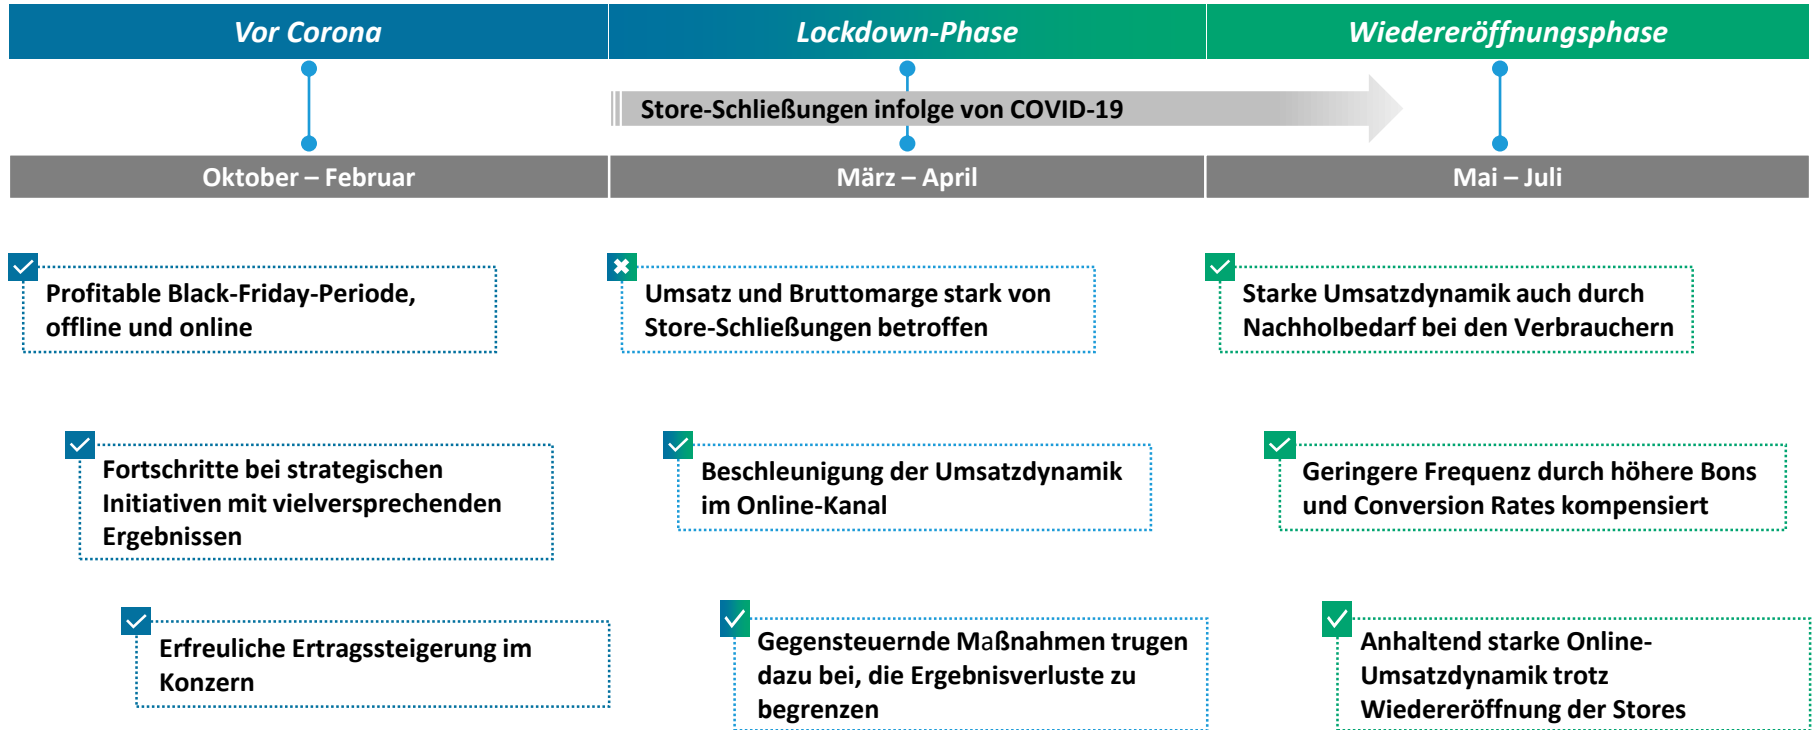 Vor Corona
Lockdown-Phase
Wiedereröffnungsphase
Store-Schließungen infolge von COVID-19
Oktober – Februar
März – April
Mai – Juli
Profitable Black-Friday-Periode,
offline und online
Umsatz und Bruttomarge stark von
Store-Schließungen betroffen
Starke Umsatzdynamik auch durch
Nachholbedarf bei den Verbrauchern
Fortschritte bei strategischen
Initiativen mit vielversprechenden
Ergebnissen
Beschleunigung der Umsatzdynamik
im Online-Kanal
Geringere Frequenz durch höhere Bons
und Conversion Rates kompensiert
Erfreuliche Ertragssteigerung im
Konzern
Gegensteuernde Maßnahmen trugen
dazu bei, die Ergebnisverluste zu
begrenzen
Anhaltend starke Online-
Umsatzdynamik trotz
Wiedereröffnung der Stores